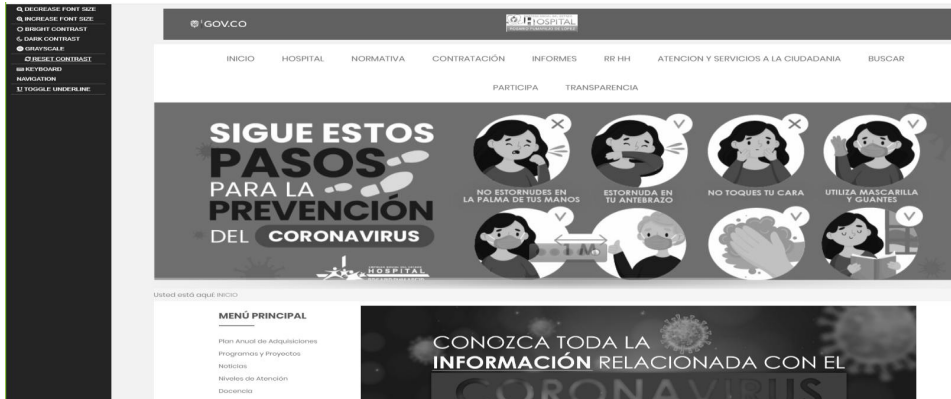 DECREASE FONT SIZE
INCREASE FONT SIZE
BRIGHT CONTRAST
DARK CONTRAST
GRAYSCALE
RESET CONTRAST
KEYBOARD
NAVIGATION
TOGGLE UNDERLINE
GOV.CO
HOSPITAL
INICIO HOSPITAL NORMATIVA CONTRATACIÓN INFORMES RR HH ATENCION Y SERVICIOS A LA CIUDADANIA BUSCAR
PARTICIPA TRANSPARENCIA
SIGUE ESTOS
PASOS
PARA LA
PREVENCIÓN
DEL CORONAVIRUS
NO ESTORNUDES EN
LA PALMA DE TUS MANOS
ESTORNUDA EN
TU ANTEBRAZO
NO TOQUES TU CARA
UTILIZA MASCARILLA
Y GUANTES
HOSPITAL
Usted está aquí: INICIO
MENÚ PRINCIPAL
Plan Anual de Adquisiciones
Programas y Proyectos
Noticias
Niveles de Atención
Docencia
CONOZCA TODA LA
INFORMACIÓN RELACIONADA CON EL
CORONAVIRUS